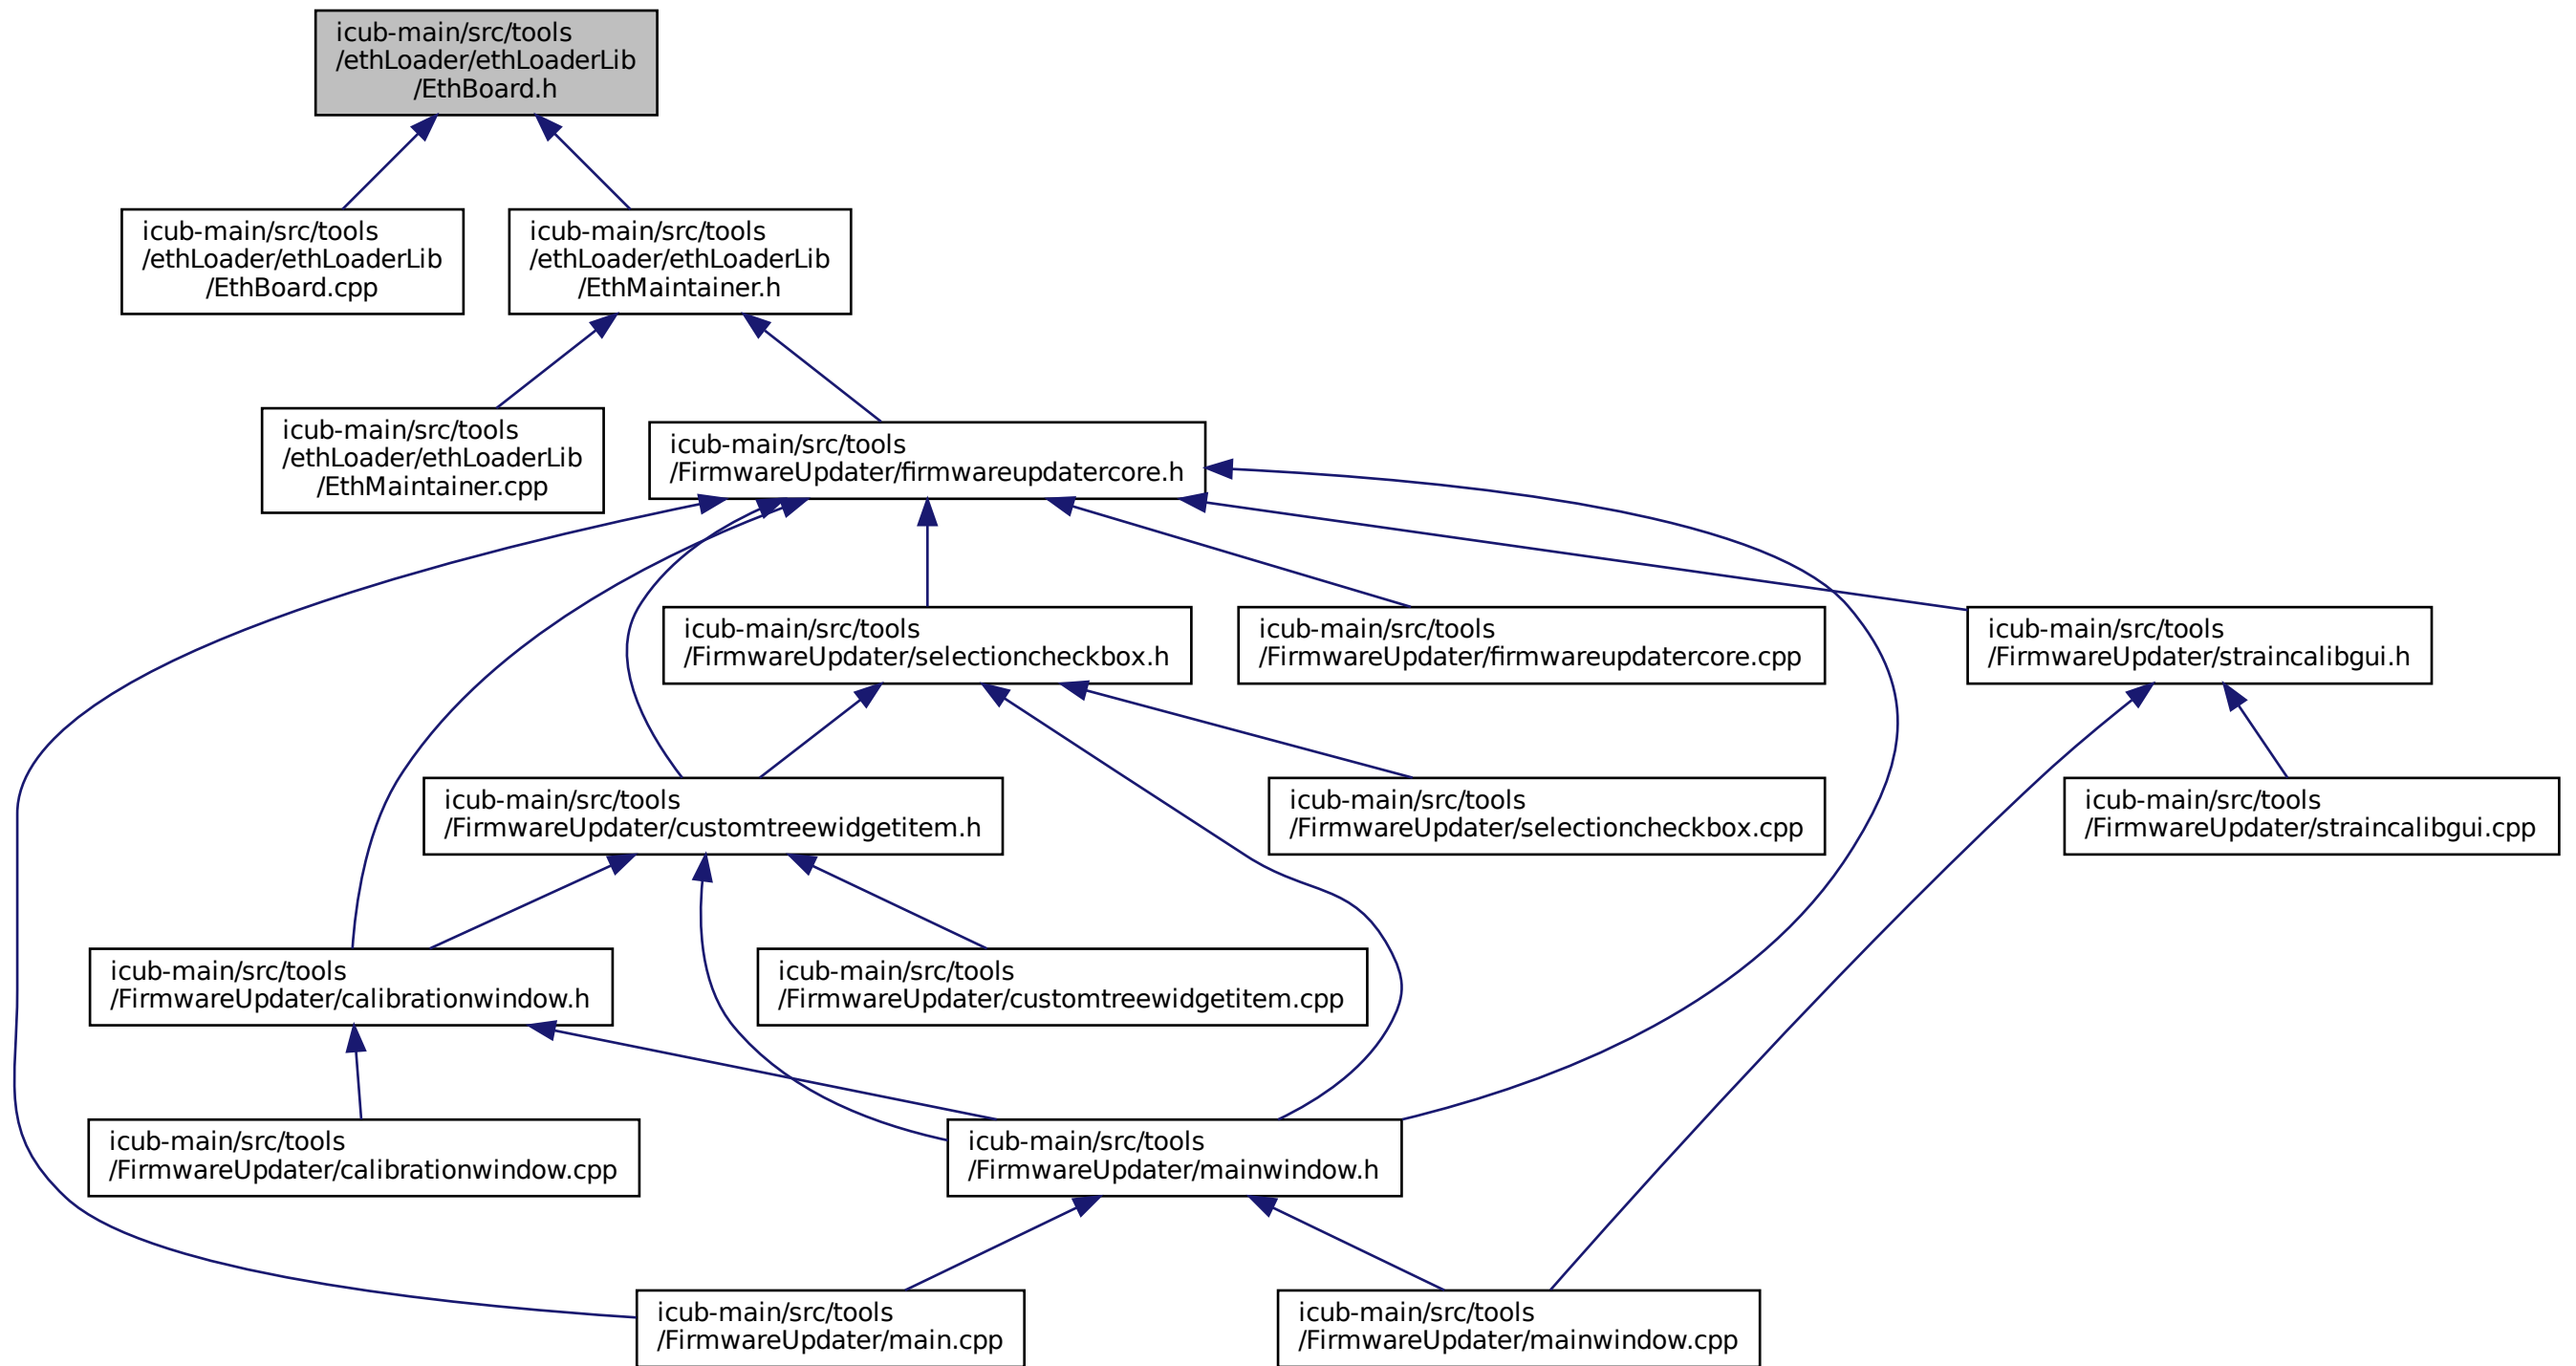 icub-main/src/tools
/ethLoader/ethLoaderLib
/EthBoard.h
icub-main/src/tools
/ethLoader/ethLoaderLib
/EthBoard.cpp
icub-main/src/tools
/ethLoader/ethLoaderLib
/EthMaintainer.h
icub-main/src/tools
/ethLoader/ethLoaderLib
/EthMaintainer.cpp
icub-main/src/tools
/FirmwareUpdater/firmwareupdatercore.h
icub-main/src/tools
/FirmwareUpdater/selectioncheckbox.h
icub-main/src/tools
/FirmwareUpdater/firmwareupdatercore.cpp
icub-main/src/tools
/FirmwareUpdater/straincalibgui.h
icub-main/src/tools
/FirmwareUpdater/customtreewidgetitem.h
icub-main/src/tools
/FirmwareUpdater/selectioncheckbox.cpp
icub-main/src/tools
/FirmwareUpdater/straincalibgui.cpp
icub-main/src/tools
/FirmwareUpdater/calibrationwindow.h
icub-main/src/tools
/FirmwareUpdater/customtreewidgetitem.cpp
icub-main/src/tools
/FirmwareUpdater/calibrationwindow.cpp
icub-main/src/tools
/FirmwareUpdater/mainwindow.h
icub-main/src/tools
/FirmwareUpdater/main.cpp
icub-main/src/tools
/FirmwareUpdater/mainwindow.cpp